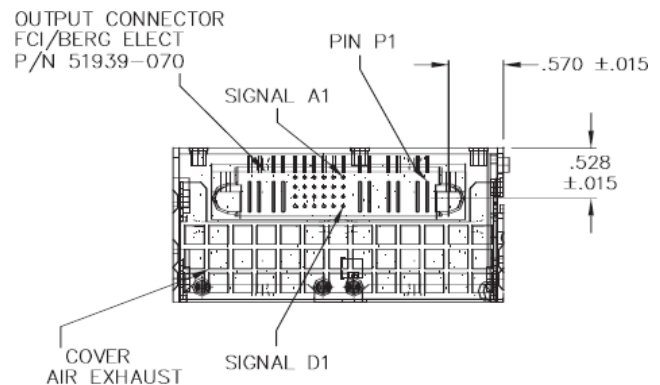 OUTPUT CONNECTOR
FCI/BERG ELECT
P/N 51939-070
PIN P1
.570 ±.015
SIGNAL A1
.528
±.015
COVER
AIR EXHAUST
SIGNAL D1